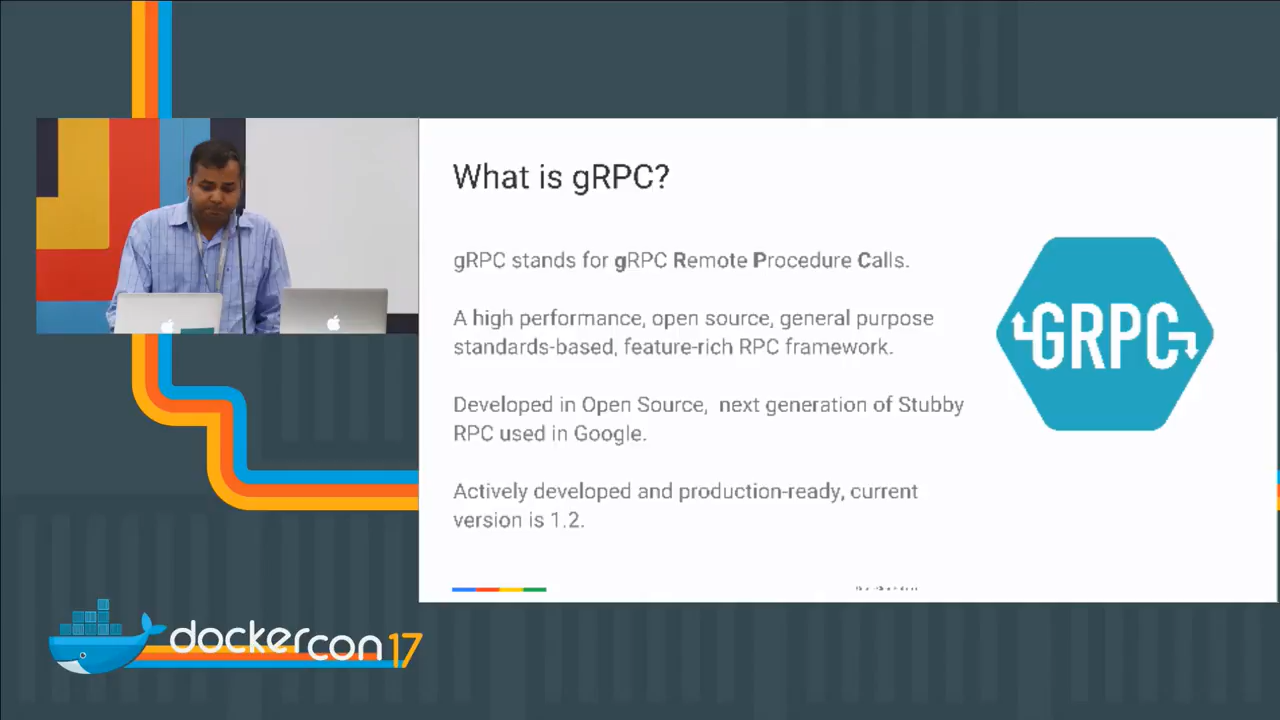 What is gRPC?
gRPC stands for gRPC Remote Procedure Calls.
A high performance, open source, general purpose
standards-based, feature-rich RPC framework.
Developed in Open Source,  next generation of Stubby
RPC used in Google.
Actively developed and production-ready, current
version is 1.2.
GRPC
dockercon 17